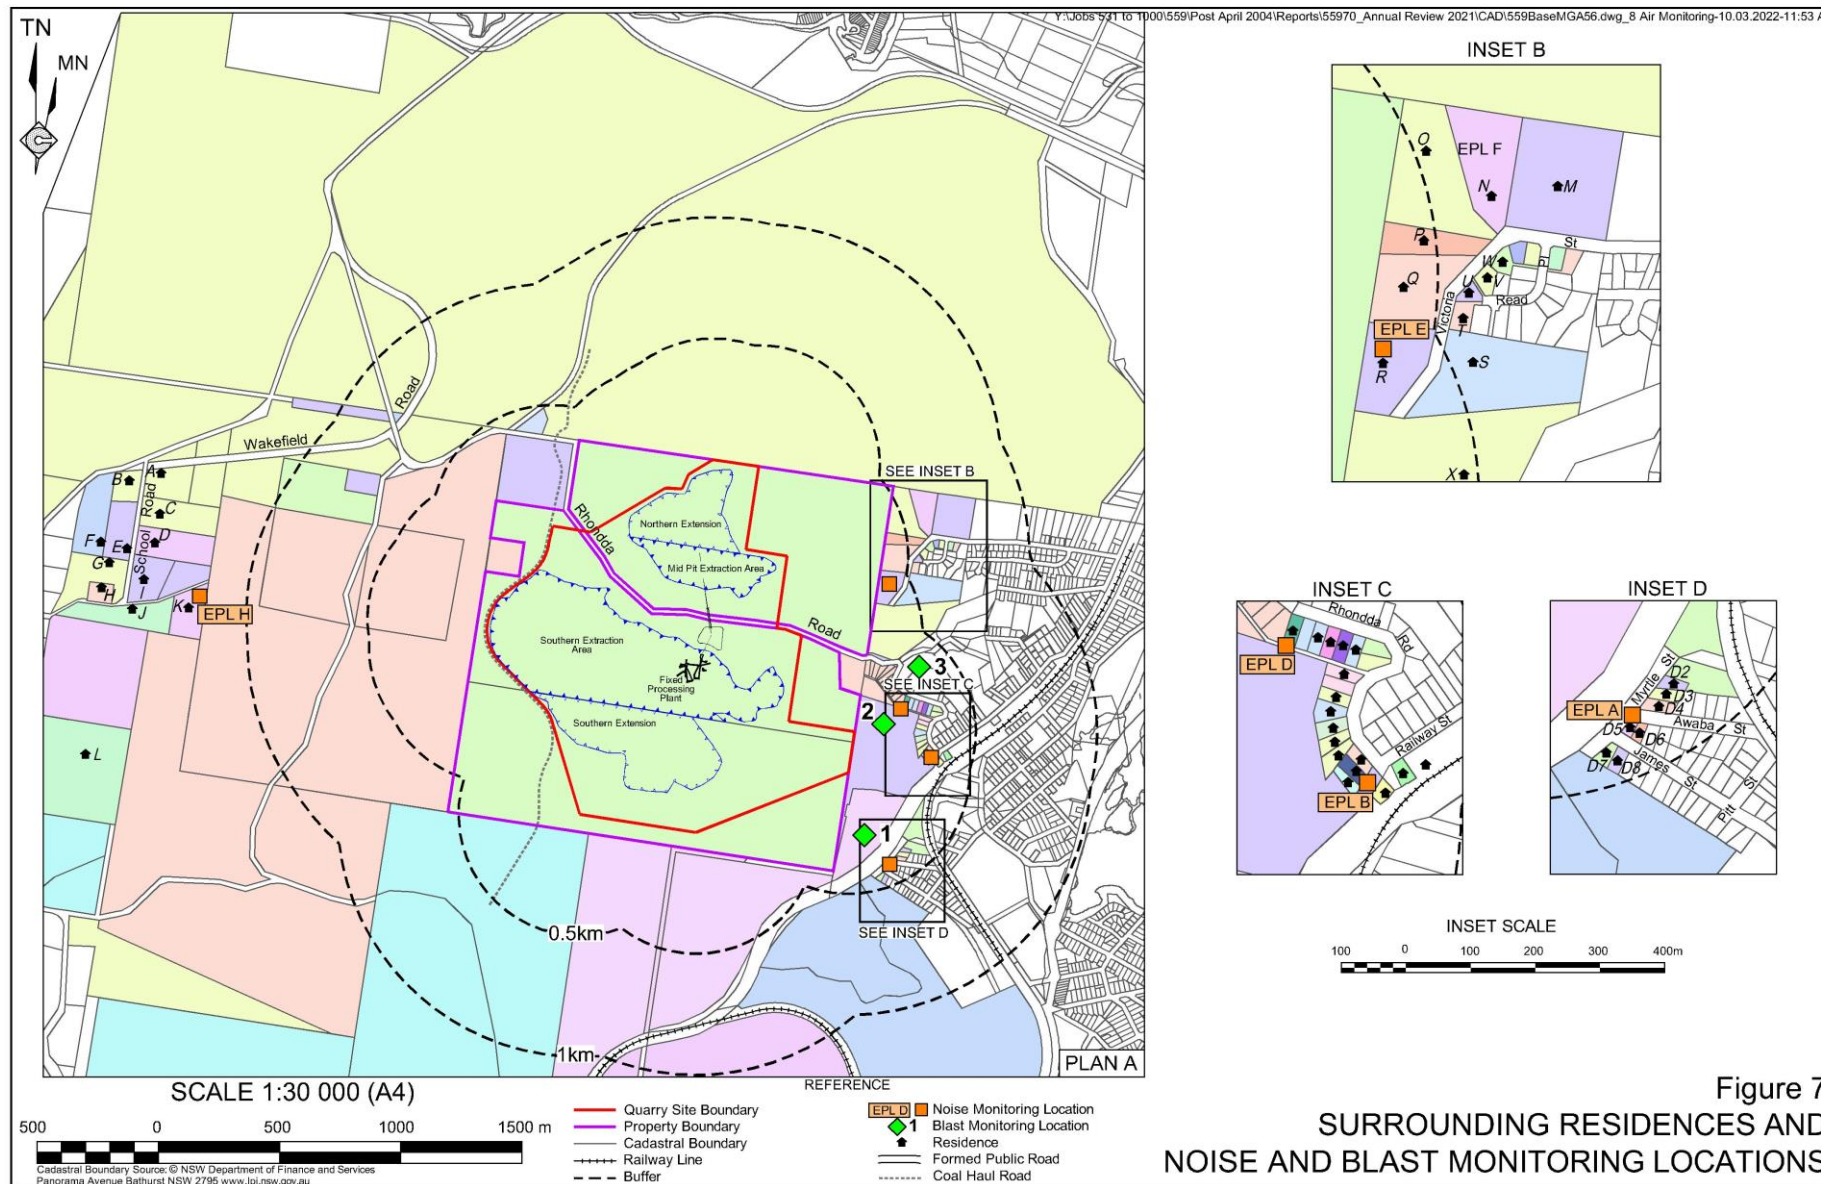 Y:\Jobs 531 to 1000\559\Post April 2004\Reports\55970_Annual Review 2021\CAD\559BaseMGA56.dwg_8 Air Monitoring-10.03.2022-11:53 A
TN
MN
Wakefield
Road
A
B
School Road
C
D
E
F
G
H
I
J
K
EPL H
L
Rhondda
Road
Northern Extension
Mid Pit Extraction Area
Southern Extraction
Area
Fixed
Processing
Plant
Southern Extension
SEE INSET B
3
SEE INSET C
2
1
SEE INSET D
0.5km
1km
PLAN A
INSET B
O
EPL F
N
M
P
St
W
Pl
Q
U
V
Read
Victoria
EPL E
T
R
S
X
INSET C
Rhondda
Rd
EPL D
Railway St
EPL B
INSET D
Myrtle St
D2
D3
D4
EPL A
Awaba St
D5
D6
D7
D8
James St
Pitt St
INSET SCALE
100 0 100 200 300 400m
SCALE 1:30 000 (A4)
500 0 500 1000 1500 m
Cadastral Boundary Source: © NSW Department of Finance and Services
Panorama Avenue Bathurst NSW 2795 www.lpi.nsw.gov.au
REFERENCE
Quarry Site Boundary
Property Boundary
Cadastral Boundary
Railway Line
Buffer
EPL D Noise Monitoring Location
1 Blast Monitoring Location
Residence
Formed Public Road
Coal Haul Road
Figure 7
SURROUNDING RESIDENCES AND
NOISE AND BLAST MONITORING LOCATIONS